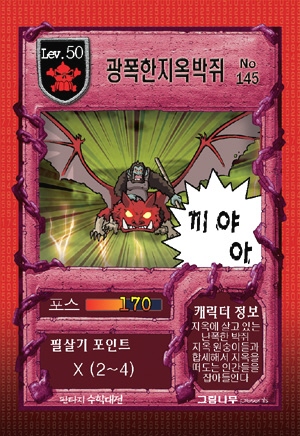 Lev.50
광폭한지옥박쥐
No
145
끼야
아
포스 170
필살기 포인트
X (2~4)
캐릭터 정보
지옥에 살고 있는
난폭한 박쥐
지옥 원숭이들과
합세해서 지옥을
떠도는 인간들을
잡아들인다
판타지 수학대전
그림나무